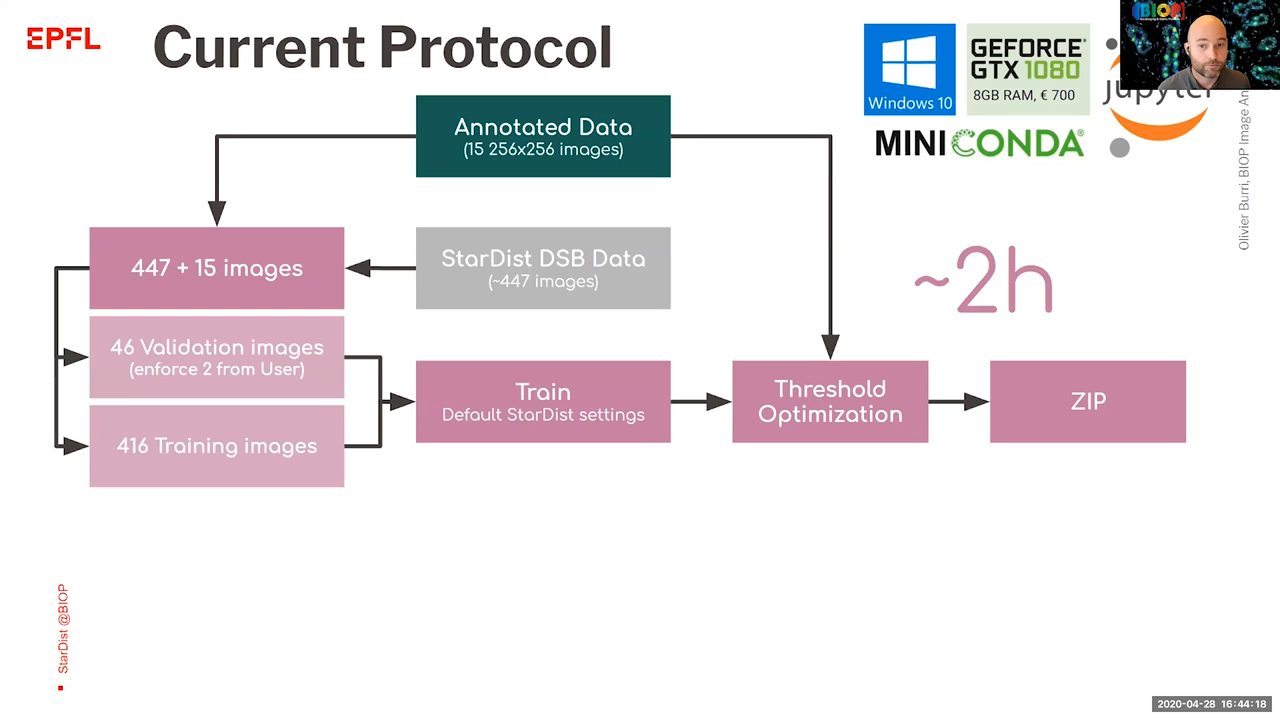 EPFL
Current Protocol
Windows 10
GEFORCE®
GTX 1080
8GB RAM, € 700
BIOP
jupyter
MINICONDA®
Olivier Burri, BIOP Image An
Annotated Data
(15 256x256 images)
447 + 15 images
StarDist DSB Data
(~447 images)
~2h
46 Validation images
(enforce 2 from User)
416 Training images
Train
Default StarDist settings
Threshold
Optimization
ZIP
StarDist @BIOP
2020-04-28 16:44:18